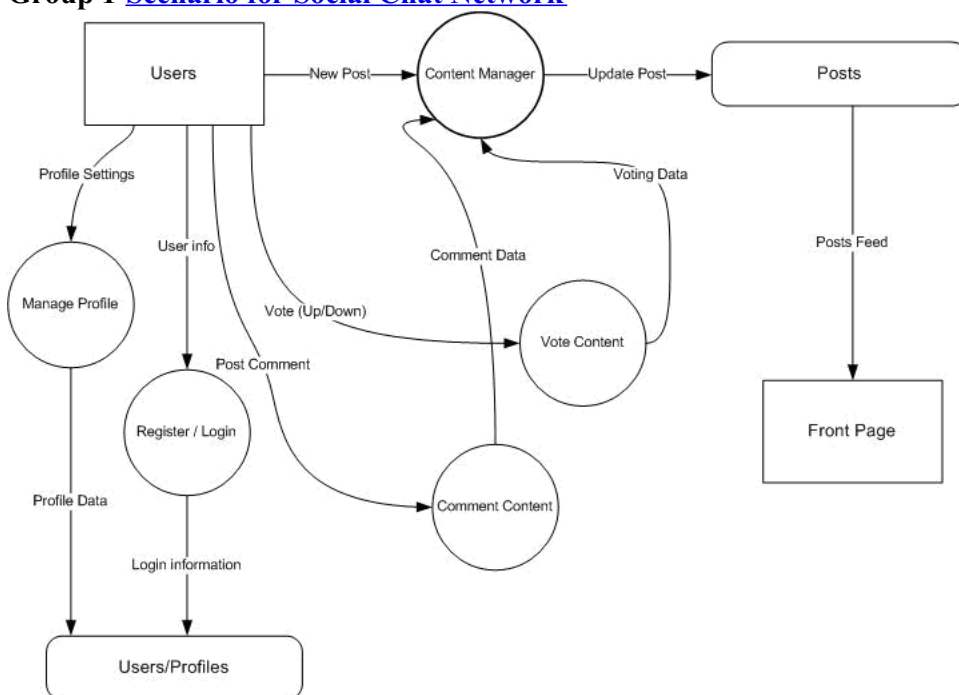 Group 1 Scenario for Social Chat Network
Users
New Post
Content Manager
Update Post
Posts
Profile Settings
Voting Data
User info
Comment Data
Posts Feed
Manage Profile
Vote (Up/Down)
Vote Content
Post Comment
Register / Login
Front Page
Profile Data
Comment Content
Login information
Users/Profiles